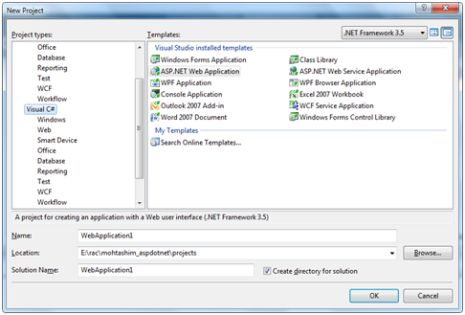 New Project
Project types:
Templates:
.NET Framework 3.5
Office
Database
Reporting
Test
WCF
Workflow
Visual C#
Windows
Web
Smart Device
Office
Database
Reporting
Test
WCF
Workflow
Visual Studio installed templates
Windows Forms Application
Class Library
ASP.NET Web Application
ASP.NET Web Service Application
WPF Application
WPF Browser Application
Console Application
Excel 2007 Workbook
Outlook 2007 Add-in
WCF Service Application
Word 2007 Document
Windows Forms Control Library
My Templates
Search Online Templates...
A project for creating an application with a Web user interface (.NET Framework 3.5)
Name:
WebApplication1
Location:
E:\rac\mohtashim_aspdotnet\projects
Browse...
Solution Name:
WebApplication1
Create directory for solution
OK
Cancel